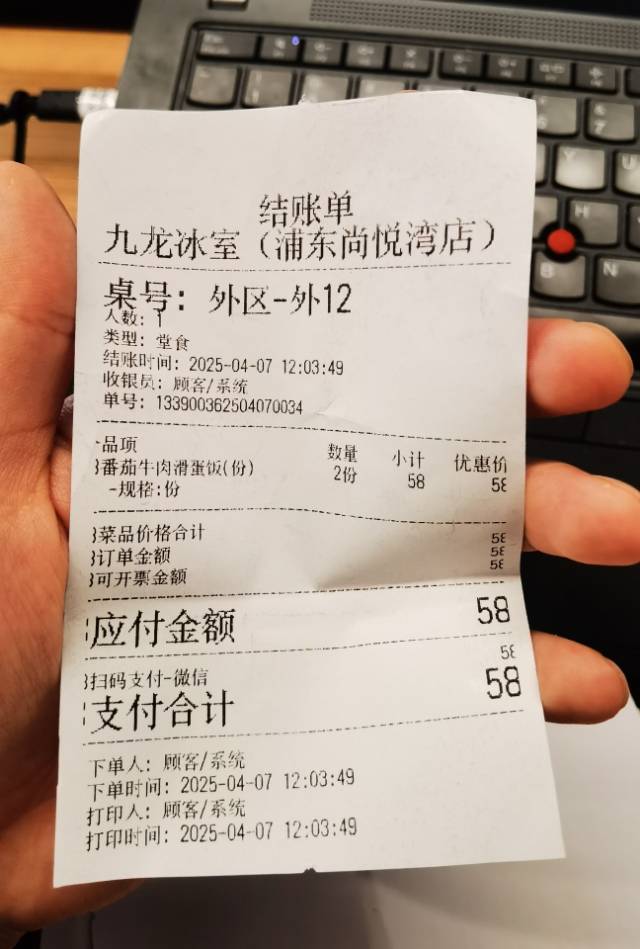 结账单
九龙冰室（浦东尚悦湾店）
桌号: 外区-外12
人数: 1
类型: 堂食
结账时间: 2025-04-07 12:03:49
收银员: 顾客/系统
单号: 133900362504070034
品项 数量 小计 优惠价
番茄牛肉滑蛋饭(份) 2份 58 58
-规格:份
菜品价格合计 58
订单金额 58
可开票金额 58
应付金额 58
扫码支付-微信 58
支付合计 58
下单人: 顾客/系统
下单时间: 2025-04-07 12:03:49
打印人: 顾客/系统
打印时间: 2025-04-07 12:03:49
6
7
Y
U
H
B
N